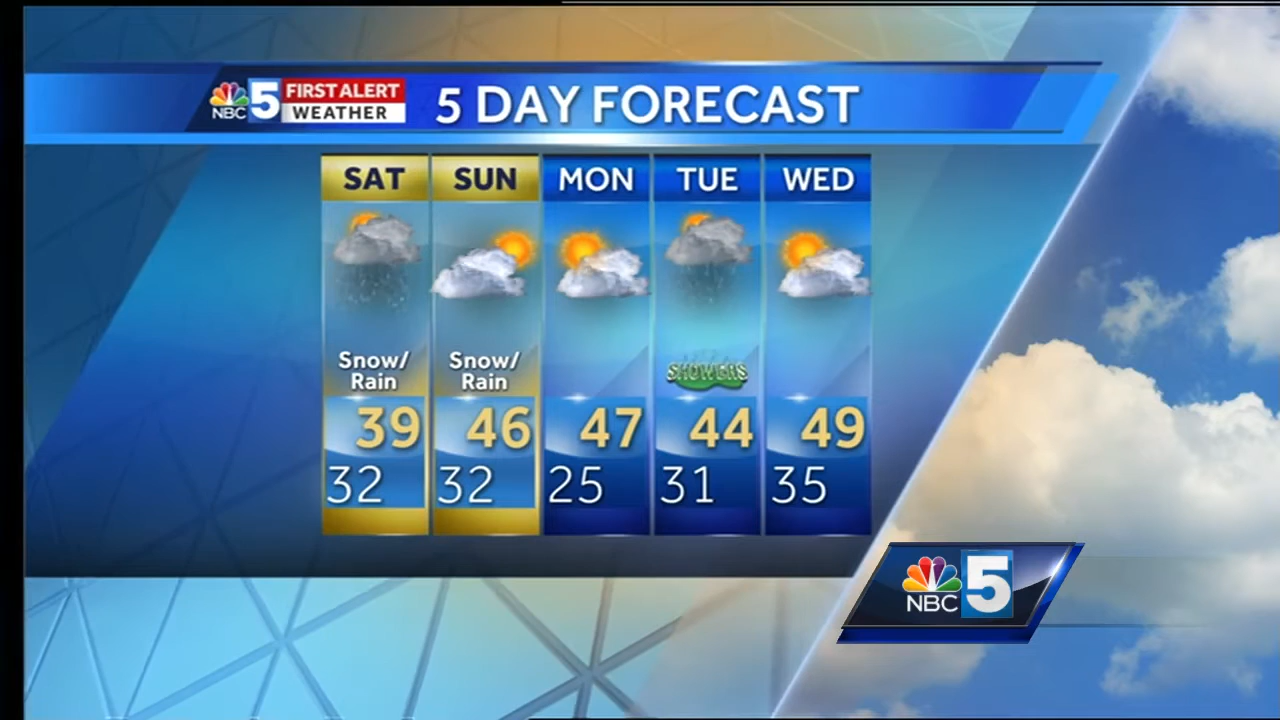 NBC 5 FIRST ALERT WEATHER 5 DAY FORECAST
SAT SUN MON TUE WED
Snow/ Snow/
Rain Rain SHOWERS
39 46 47 44 49
32 32 25 31 35
NBC 5